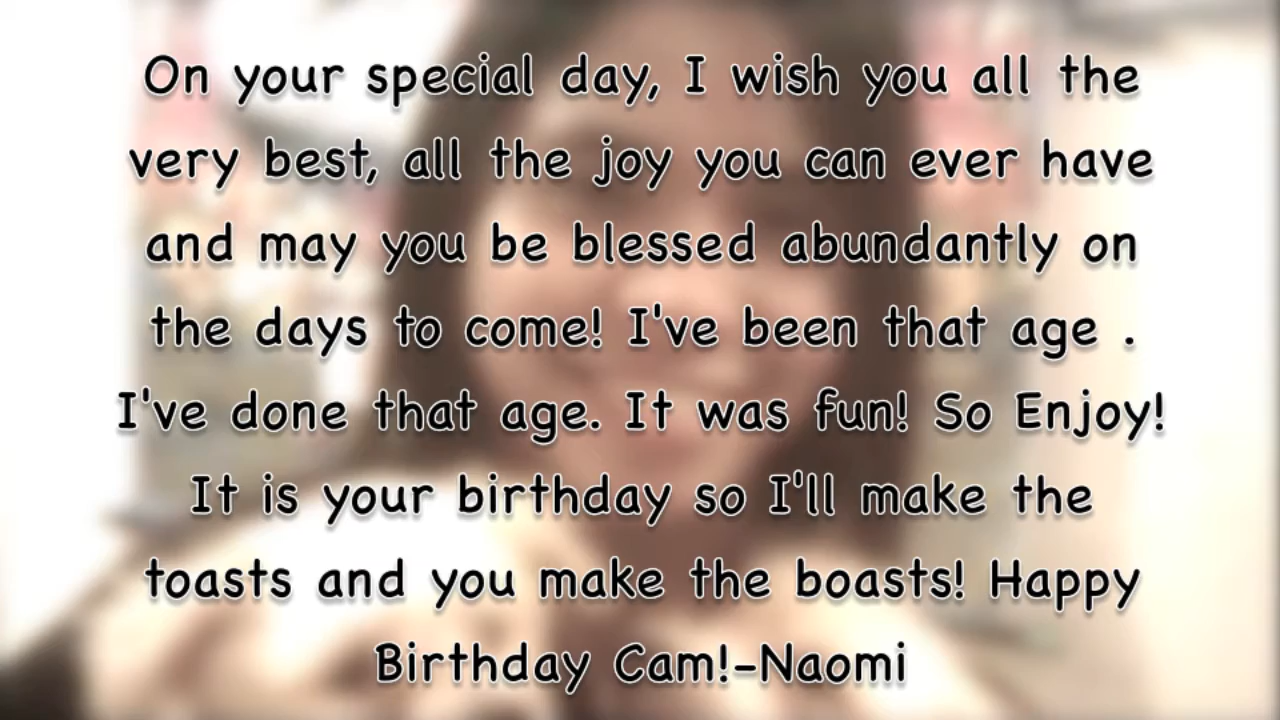 On your special day, I wish you all the
very best, all the joy you can ever have
and may you be blessed abundantly on
the days to come! I've been that age .
I've done that age. It was fun! So Enjoy!
It is your birthday so I'll make the
toasts and you make the boasts! Happy
Birthday Cam!-Naomi